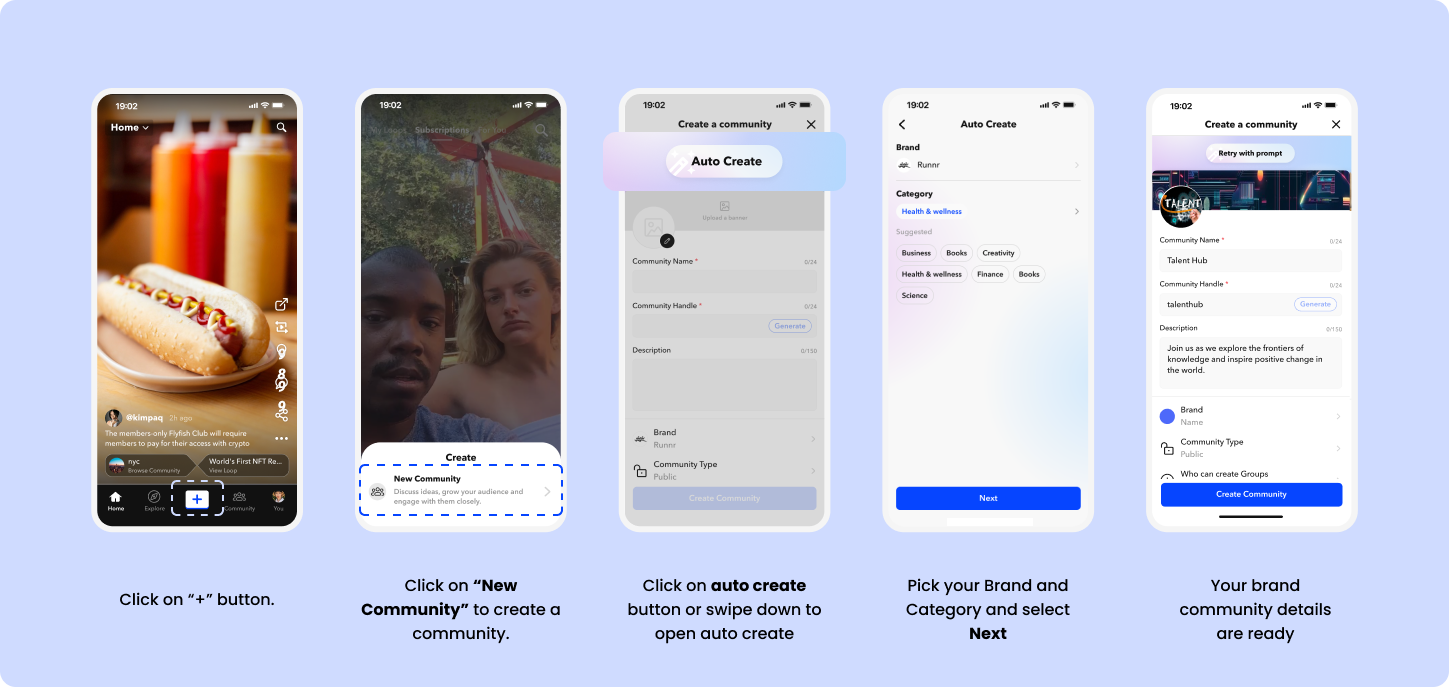 19:02
Home
@kimpaq 2h ago
The members-only Flyfish Club will require
members to pay for their access with crypto
nyc
Browse Community
World's First NFT Re...
View Loop
Home
Explore
Community
You
Click on “+” button.
19:02
My Loops Subscriptions For You
Create
New Community
Discuss ideas, grow your audience and
engage with them closely.
Click on “New
Community” to create a
community.
19:02
Create a community
Auto Create
Upload a banner
Community Name * 0/24
Community Handle * 0/24
Generate
Description 0/150
Brand
Runnr
Community Type
Public
Create Community
Click on auto create
button or swipe down to
open auto create
19:02
Auto Create
Brand
Runnr
Category
Health & wellness
Suggested
Business Books Creativity
Health & wellness Finance Books
Science
Next
Pick your Brand and
Category and select
Next
19:02
Create a community
Retry with prompt
TALENT
Community Name * 0/24
Talent Hub
Community Handle * 0/24
talenthub Generate
Description 0/150
Join us as we explore the frontiers of
knowledge and inspire positive change in
the world.
Brand
Name
Community Type
Public
Who can create Groups
Create Community
Your brand
community details
are ready